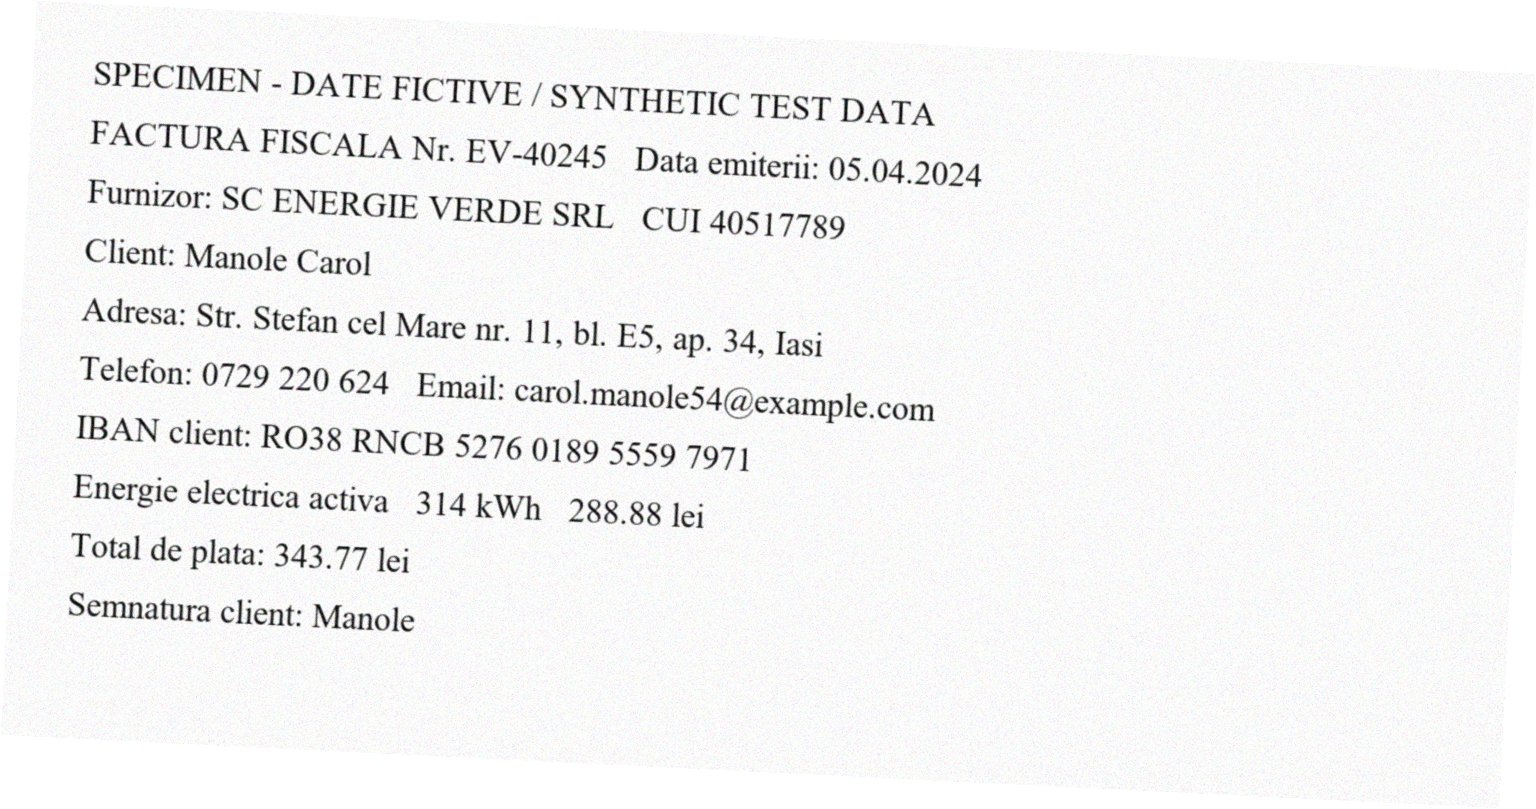 SPECIMEN - DATE FICTIVE / SYNTHETIC TEST DATA
FACTURA FISCALA Nr. EV-40245 Data emiterii: 05.04.2024
Furnizor: SC ENERGIE VERDE SRL CUI 40517789
Client: Manole Carol
Adresa: Str. Stefan cel Mare nr. 11, bl. E5, ap. 34, Iasi
Telefon: 0729 220 624 Email: carol.manole54@example.com
IBAN client: RO38 RNCB 5276 0189 5559 7971
Energie electrica activa 314 kWh 288.88 lei
Total de plata: 343.77 lei
Semnatura client: Manole